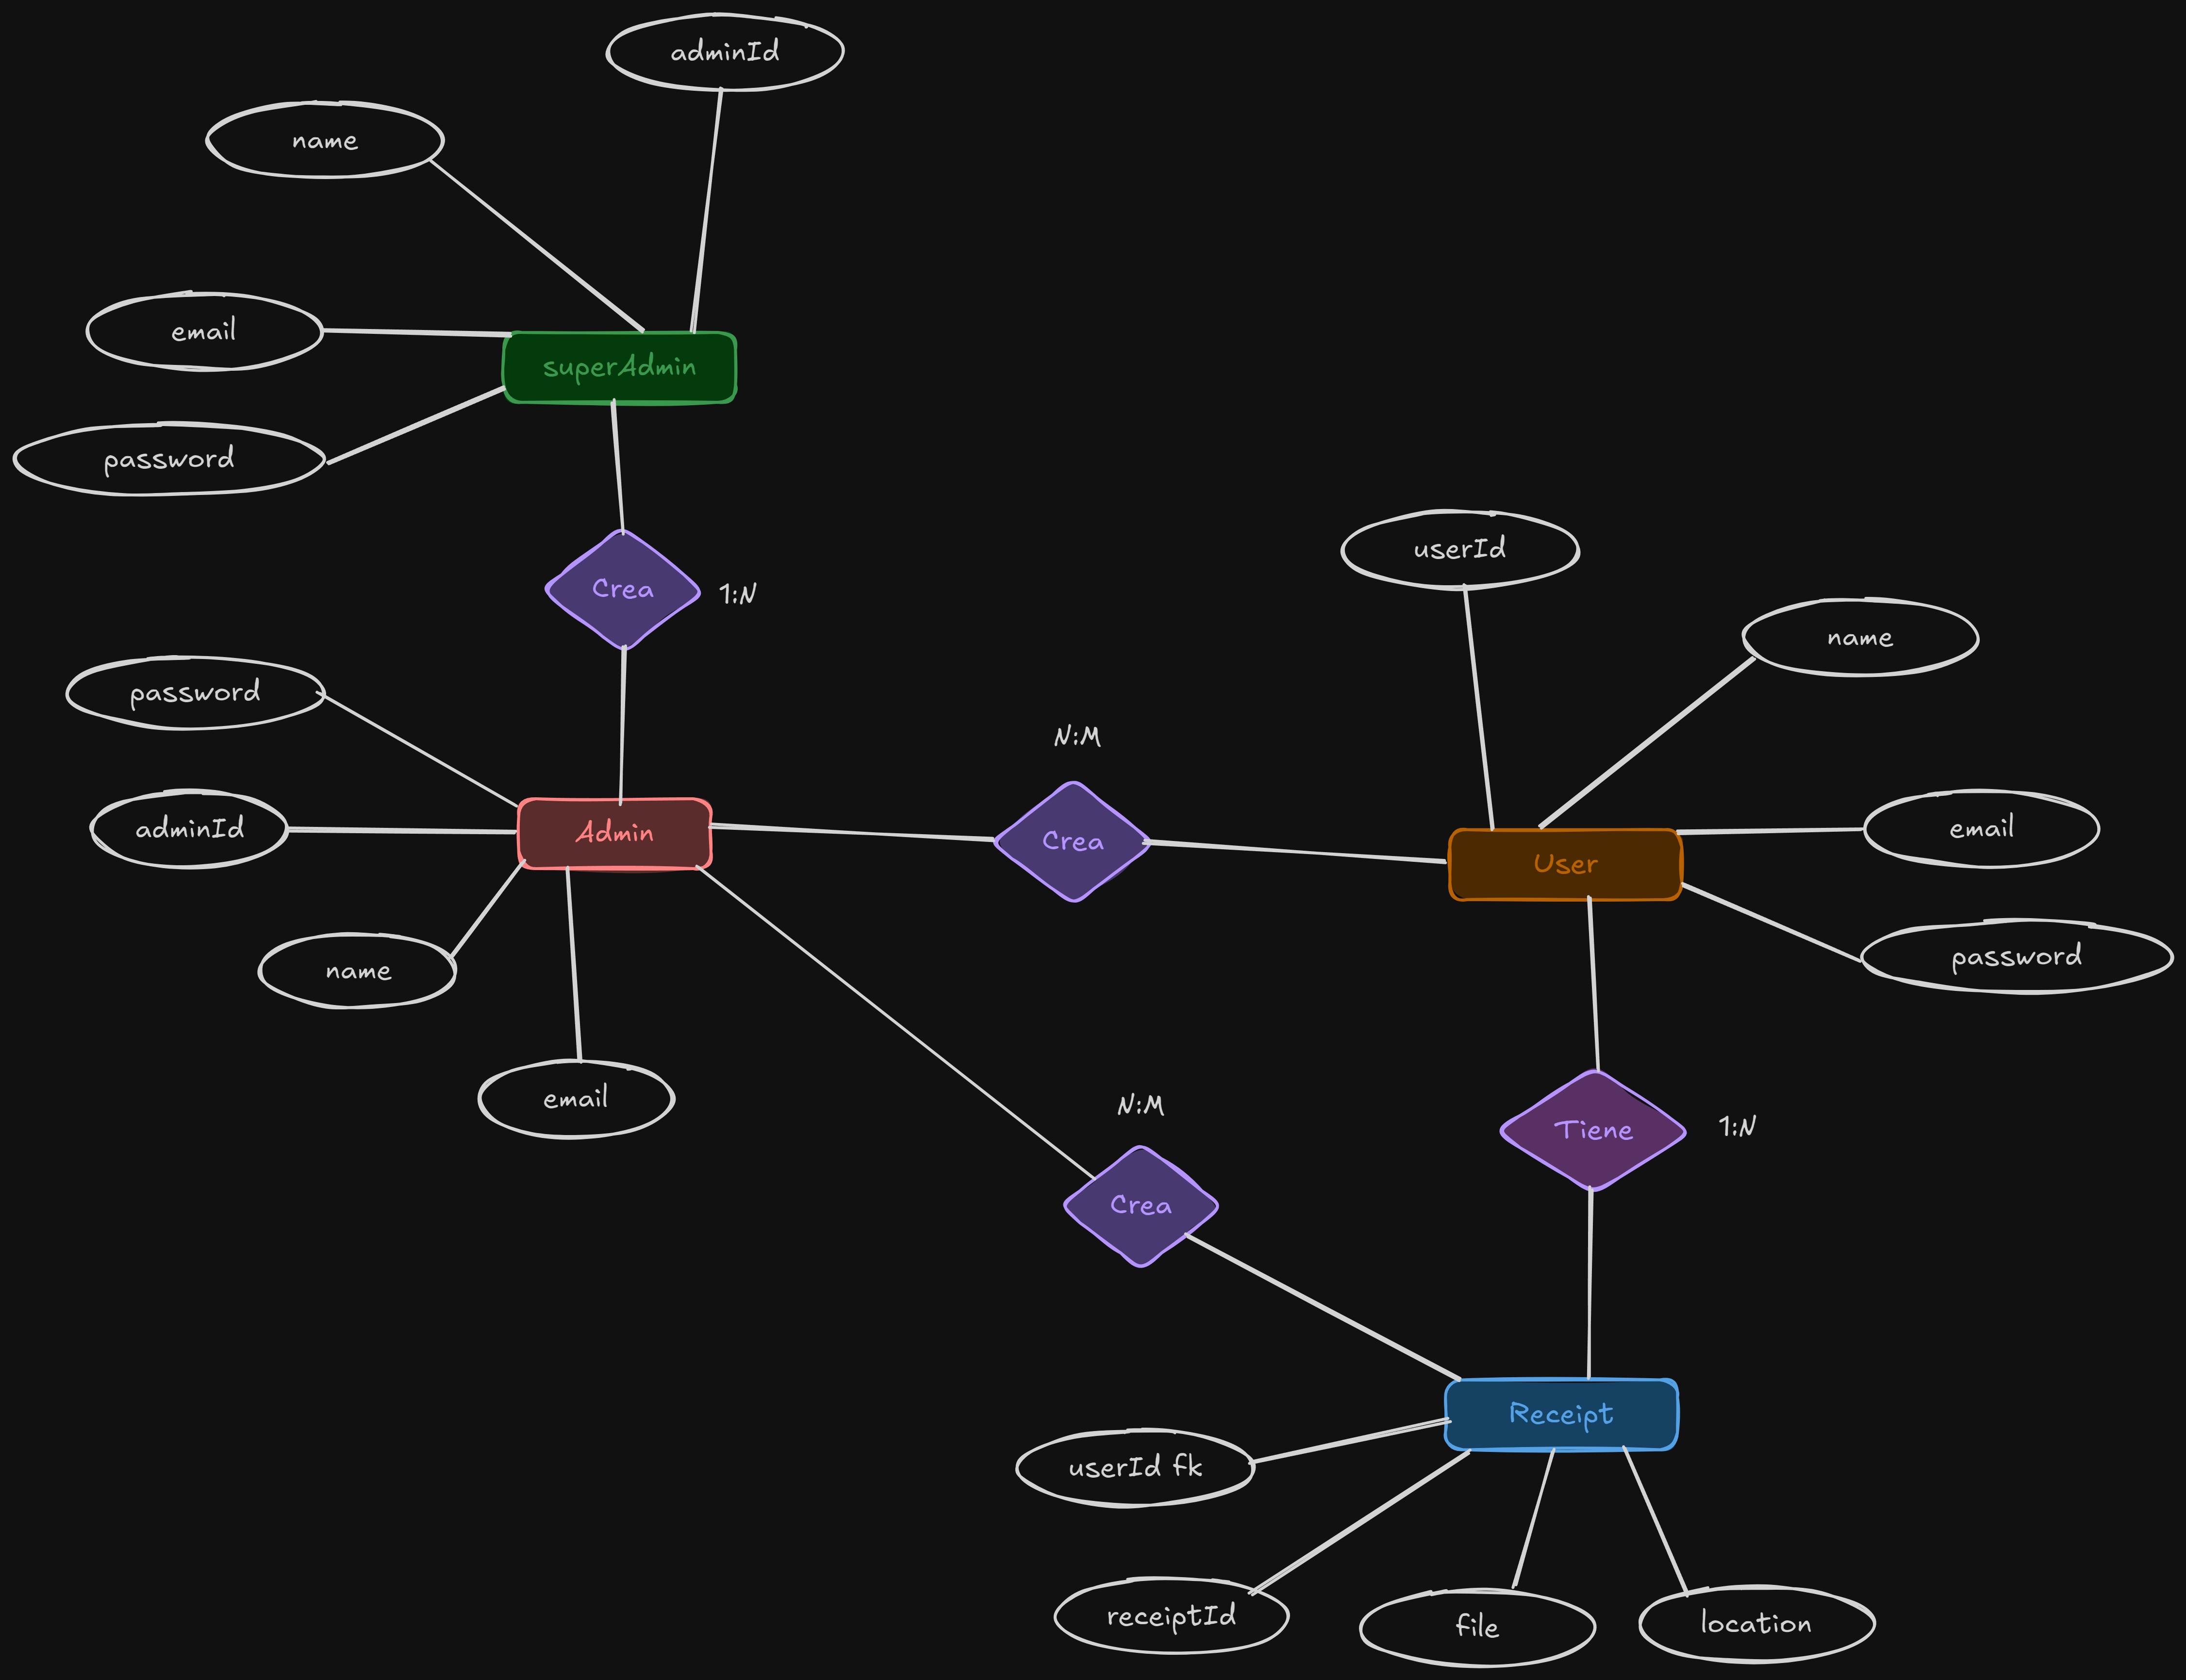 adminId
name
email
superAdmin
password
userId
Crea
1:N
name
password
N:M
adminId
Admin
Crea
email
User
name
password
email
N:M
Tiene
1:N
Crea
Receipt
userId fk
receiptId
file
location